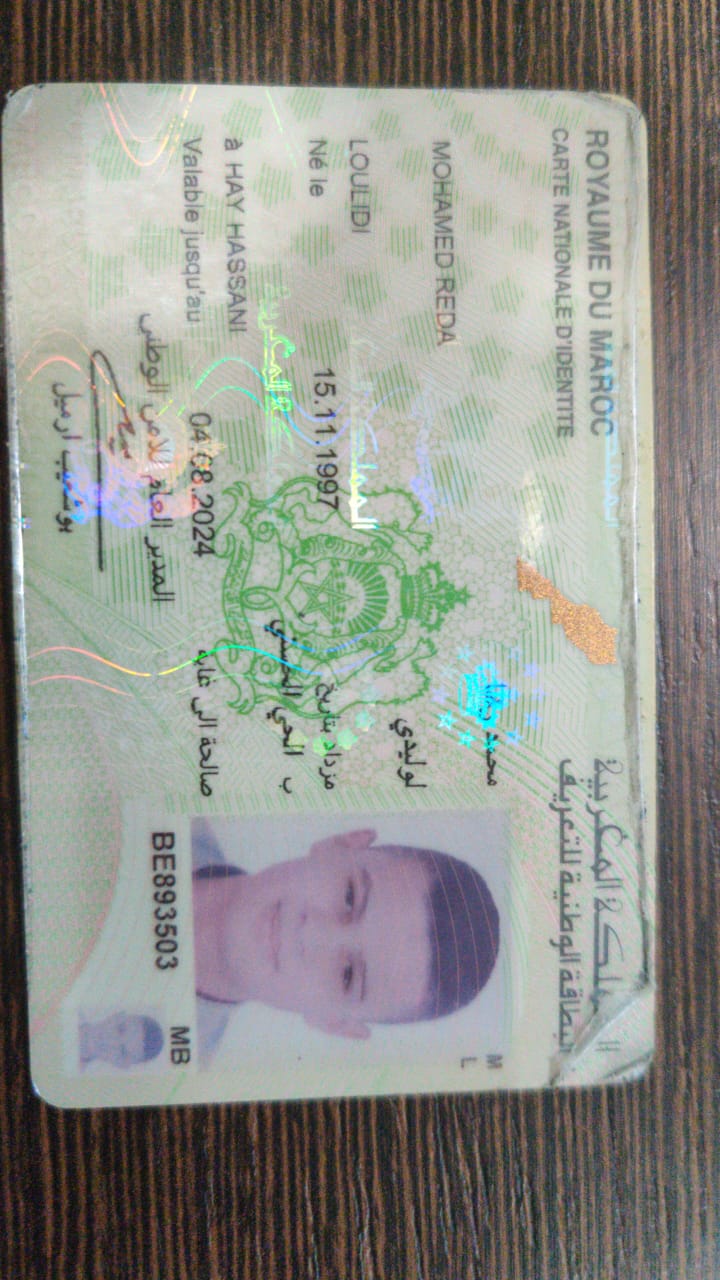 ROYAUME DU MAROC
المملكة المغربية
CARTE NATIONALE D'IDENTITE
البطاقة الوطنية للتعريف
MOHAMED REDA
محمد رضا
LOULIDI
لوليدي
Né le 15.11.1997 مزداد بتاريخ
à HAY HASSANI
ب الحي الحسني
Valable jusqu'au 04.08.2024 صالحة الى غاية
المدير العام للامن الوطني
بوشعيب ارميل
M
L
BE893503
MB